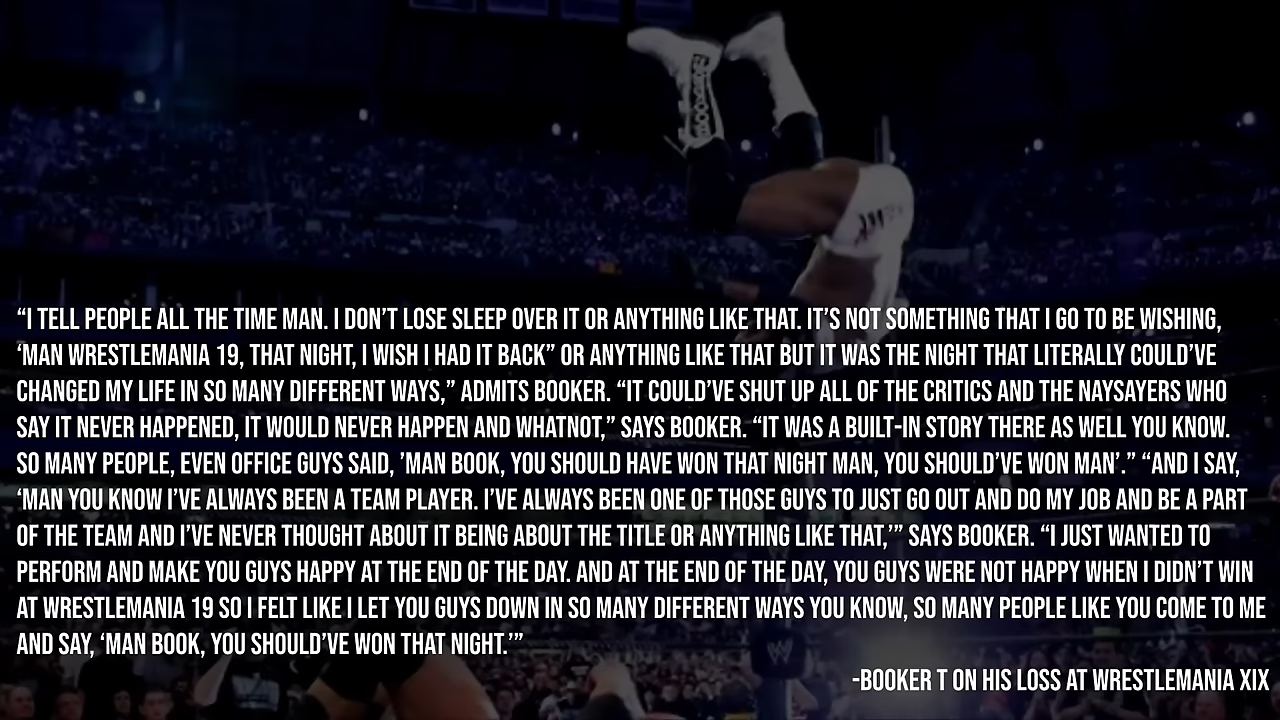 “I TELL PEOPLE ALL THE TIME MAN. I DON’T LOSE SLEEP OVER IT OR ANYTHING LIKE THAT. IT’S NOT SOMETHING THAT I GO TO BE WISHING,
‘MAN WRESTLEMANIA 19, THAT NIGHT, I WISH I HAD IT BACK” OR ANYTHING LIKE THAT BUT IT WAS THE NIGHT THAT LITERALLY COULD’VE
CHANGED MY LIFE IN SO MANY DIFFERENT WAYS,” ADMITS BOOKER. “IT COULD’VE SHUT UP ALL OF THE CRITICS AND THE NAYSAYERS WHO
SAY IT NEVER HAPPENED, IT WOULD NEVER HAPPEN AND WHATNOT,” SAYS BOOKER. “IT WAS A BUILT-IN STORY THERE AS WELL YOU KNOW.
SO MANY PEOPLE, EVEN OFFICE GUYS SAID, ’MAN BOOK, YOU SHOULD HAVE WON THAT NIGHT MAN, YOU SHOULD’VE WON MAN’.” “AND I SAY,
‘MAN YOU KNOW I’VE ALWAYS BEEN A TEAM PLAYER. I’VE ALWAYS BEEN ONE OF THOSE GUYS TO JUST GO OUT AND DO MY JOB AND BE A PART
OF THE TEAM AND I’VE NEVER THOUGHT ABOUT IT BEING ABOUT THE TITLE OR ANYTHING LIKE THAT,’” SAYS BOOKER. “I JUST WANTED TO
PERFORM AND MAKE YOU GUYS HAPPY AT THE END OF THE DAY. AND AT THE END OF THE DAY, YOU GUYS WERE NOT HAPPY WHEN I DIDN’T WIN
AT WRESTLEMANIA 19 SO I FELT LIKE I LET YOU GUYS DOWN IN SO MANY DIFFERENT WAYS YOU KNOW, SO MANY PEOPLE LIKE YOU COME TO ME
AND SAY, ‘MAN BOOK, YOU SHOULD’VE WON THAT NIGHT.’”
-BOOKER T ON HIS LOSS AT WRESTLEMANIA XIX